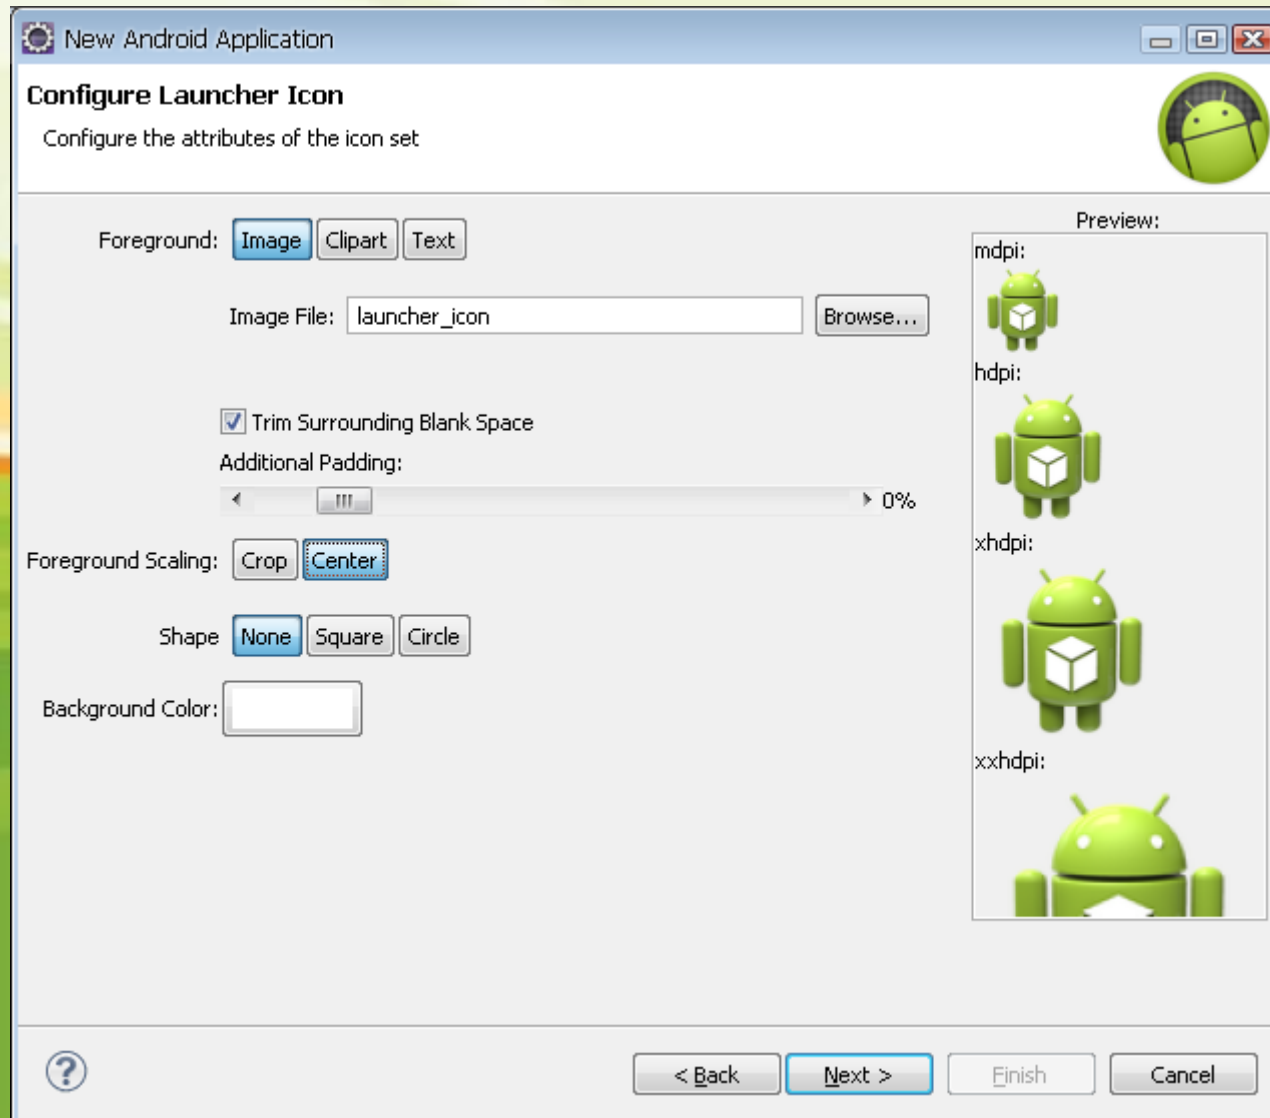 New Android Application
Configure Launcher Icon
Configure the attributes of the icon set
Foreground: Image Clipart Text
Image File: launcher_icon Browse...
Trim Surrounding Blank Space
Additional Padding:
0%
Foreground Scaling: Crop Center
Shape None Square Circle
Background Color:
Preview:
mdpi:
hdpi:
xhdpi:
xxhdpi:
< Back Next > Finish Cancel